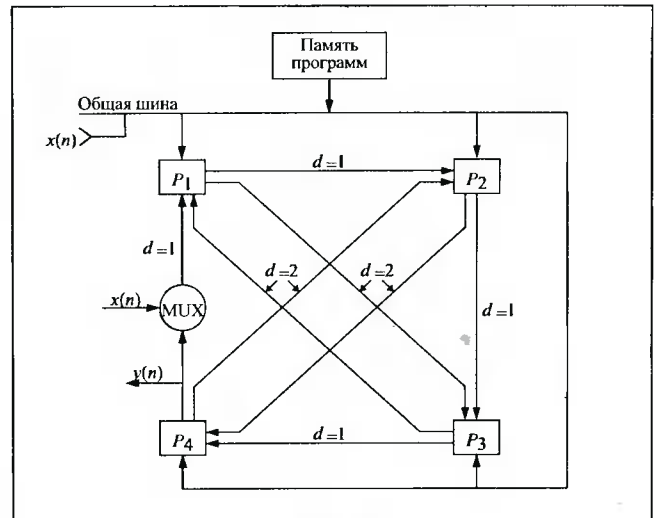 Память
программ
Общая шина
x(n)
d=1
P1
P2
d=1
d=2
d=2
x(n)
MUX
d=1
y(n)
P4
d=1
P3